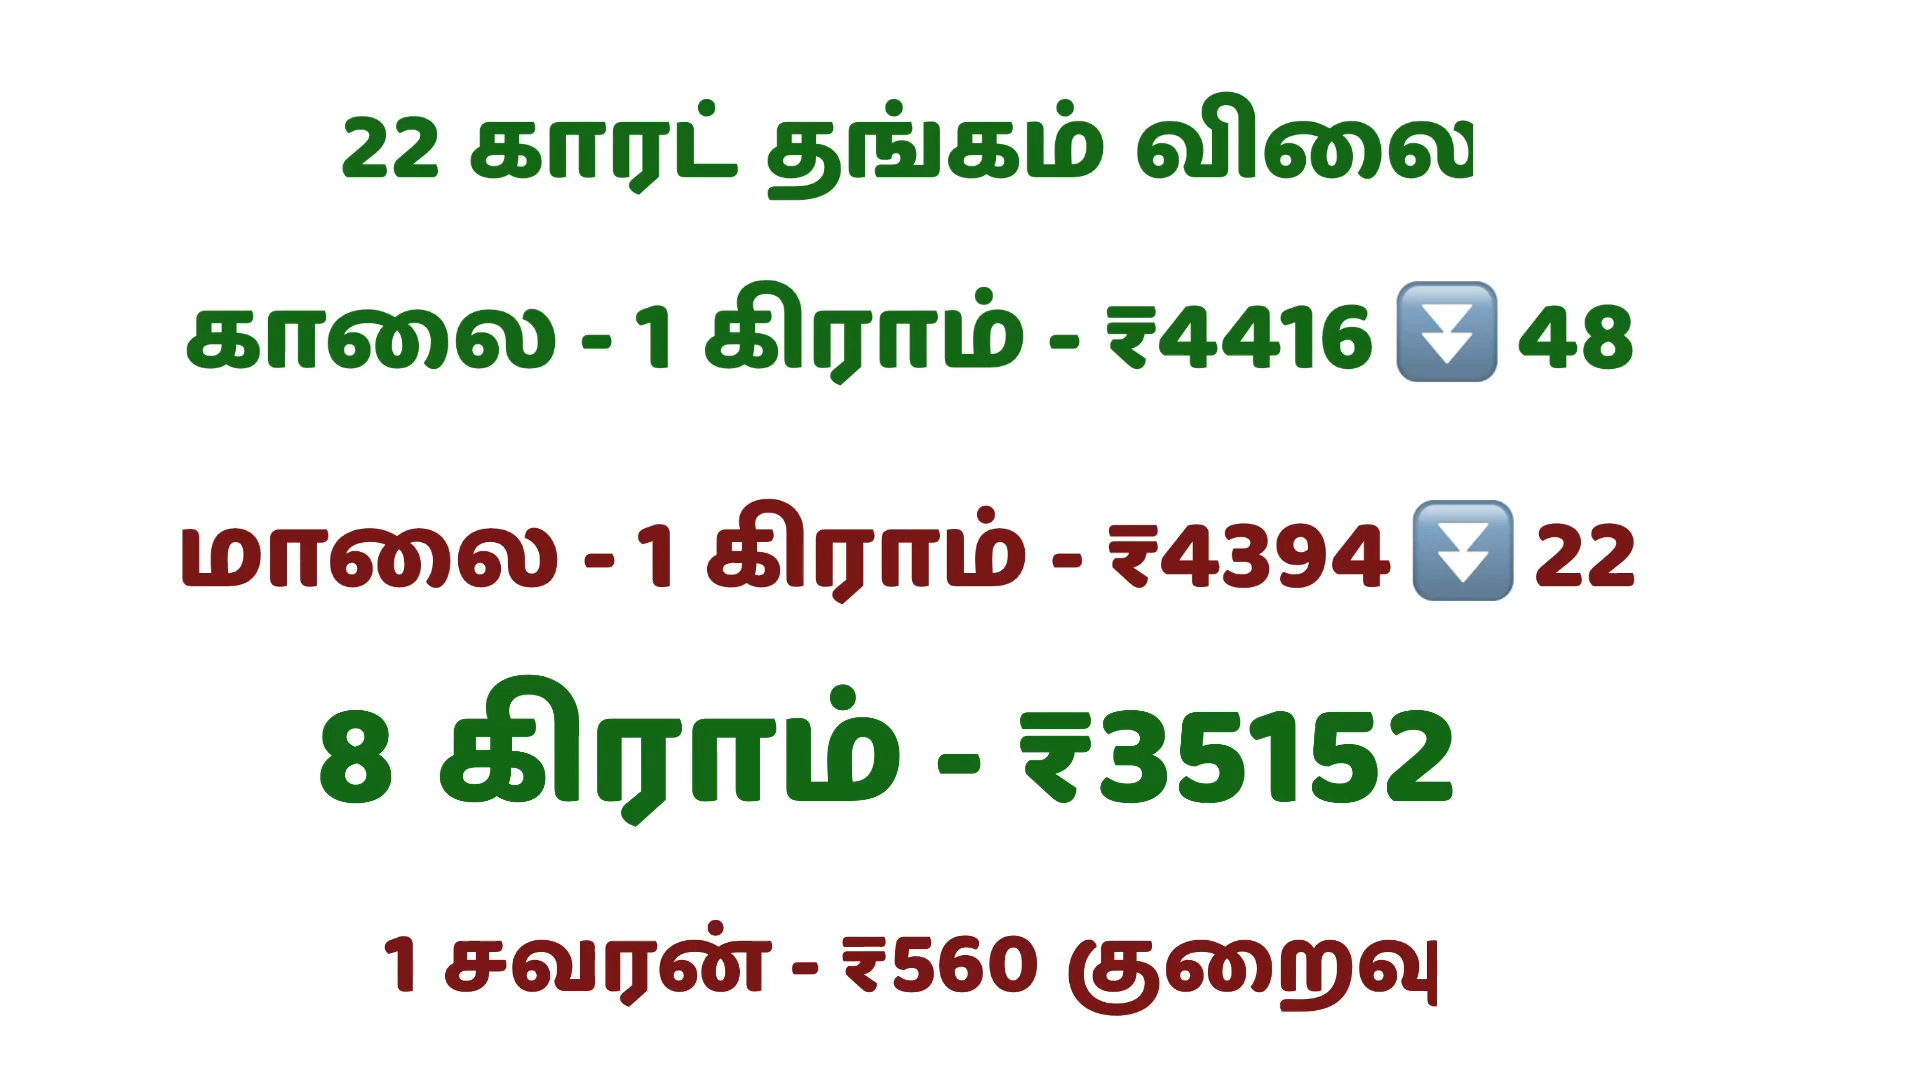 22 காரட் தங்கம் விலை
காலை - 1 கிராம் - ₹4416 ⏬ 48
மாலை - 1 கிராம் - ₹4394 ⏬ 22
8 கிராம் - ₹35152
1 சவரன் - ₹560 குறைவு